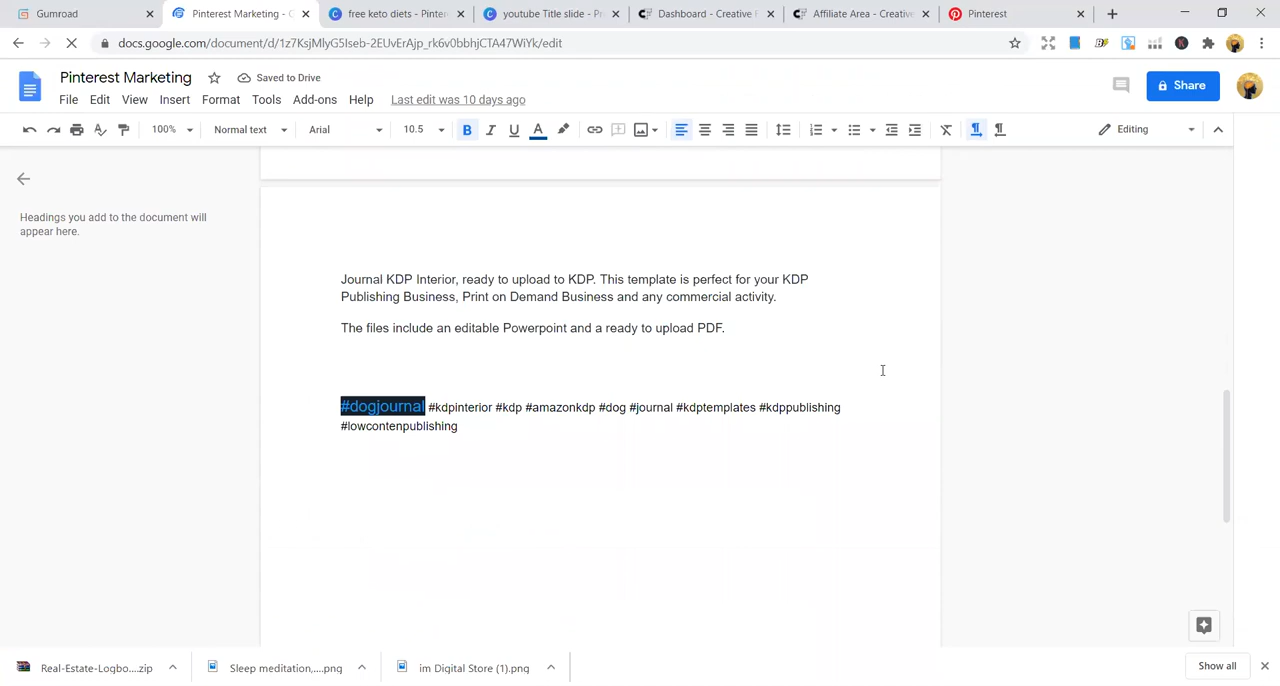 Gumroad
Pinterest Marketing - C
free keto diets - Pinter
youtube Title slide - Pr
Dashboard - Creative F
Affiliate Area - Creative
Pinterest
docs.google.com/document/d/1z7KsjMlyG5Iseb-2EUvErAjp_rk6v0bbhjCTA47WiYk/edit
Pinterest Marketing
Saved to Drive
Share
File Edit View Insert Format Tools Add-ons Help Last edit was 10 days ago
100% Normal text Arial 10.5 B I U A Editing
Headings you add to the document will
appear here.
Journal KDP Interior, ready to upload to KDP. This template is perfect for your KDP
Publishing Business, Print on Demand Business and any commercial activity.
The files include an editable Powerpoint and a ready to upload PDF.
#dogjournal #kdpinterior #kdp #amazonkdp #dog #journal #kdptemplates #kdppublishing
#lowcontenpublishing
Real-Estate-Logbo....zip
Sleep meditation,....png
im Digital Store (1).png
Show all